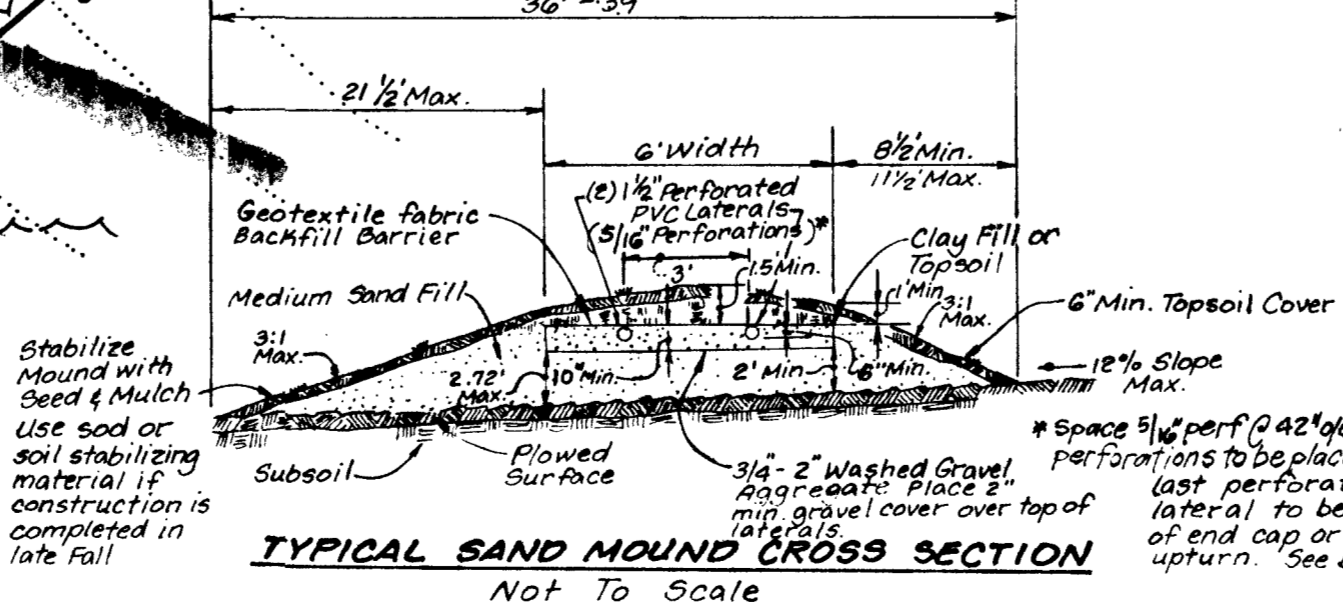 36' - 39'
21 1/2' Max.
6' Width
8 1/2' Min.
11 1/2' Max.
(2) 1 1/2" Perforated
PVC Laterals
(5/16" Perforations)*
Geotextile fabric
Backfill Barrier
Clay Fill or
Topsoil
3'
1.5' Min.
Medium Sand Fill
1' Min.
3:1
Max.
6" Min. Topsoil Cover
3:1
Max.
Stabilize
Mound with
Seed & Mulch
2.72'
Max.
10" Min.
2' Min.
6" Min.
12% Slope
Max.
use sod or
soil stabilizing
material if
construction is
completed in
late Fall
Subsoil
Plowed
Surface
3/4 - 2" Washed Gravel
Aggregate Place 2"
min. gravel cover over top of
laterals.
* Space 5/16" perf @ 42"
perforations to be
last
lateral to be
of end cap or
upturn. See
TYPICAL SAND MOUND CROSS SECTION
Not To Scale